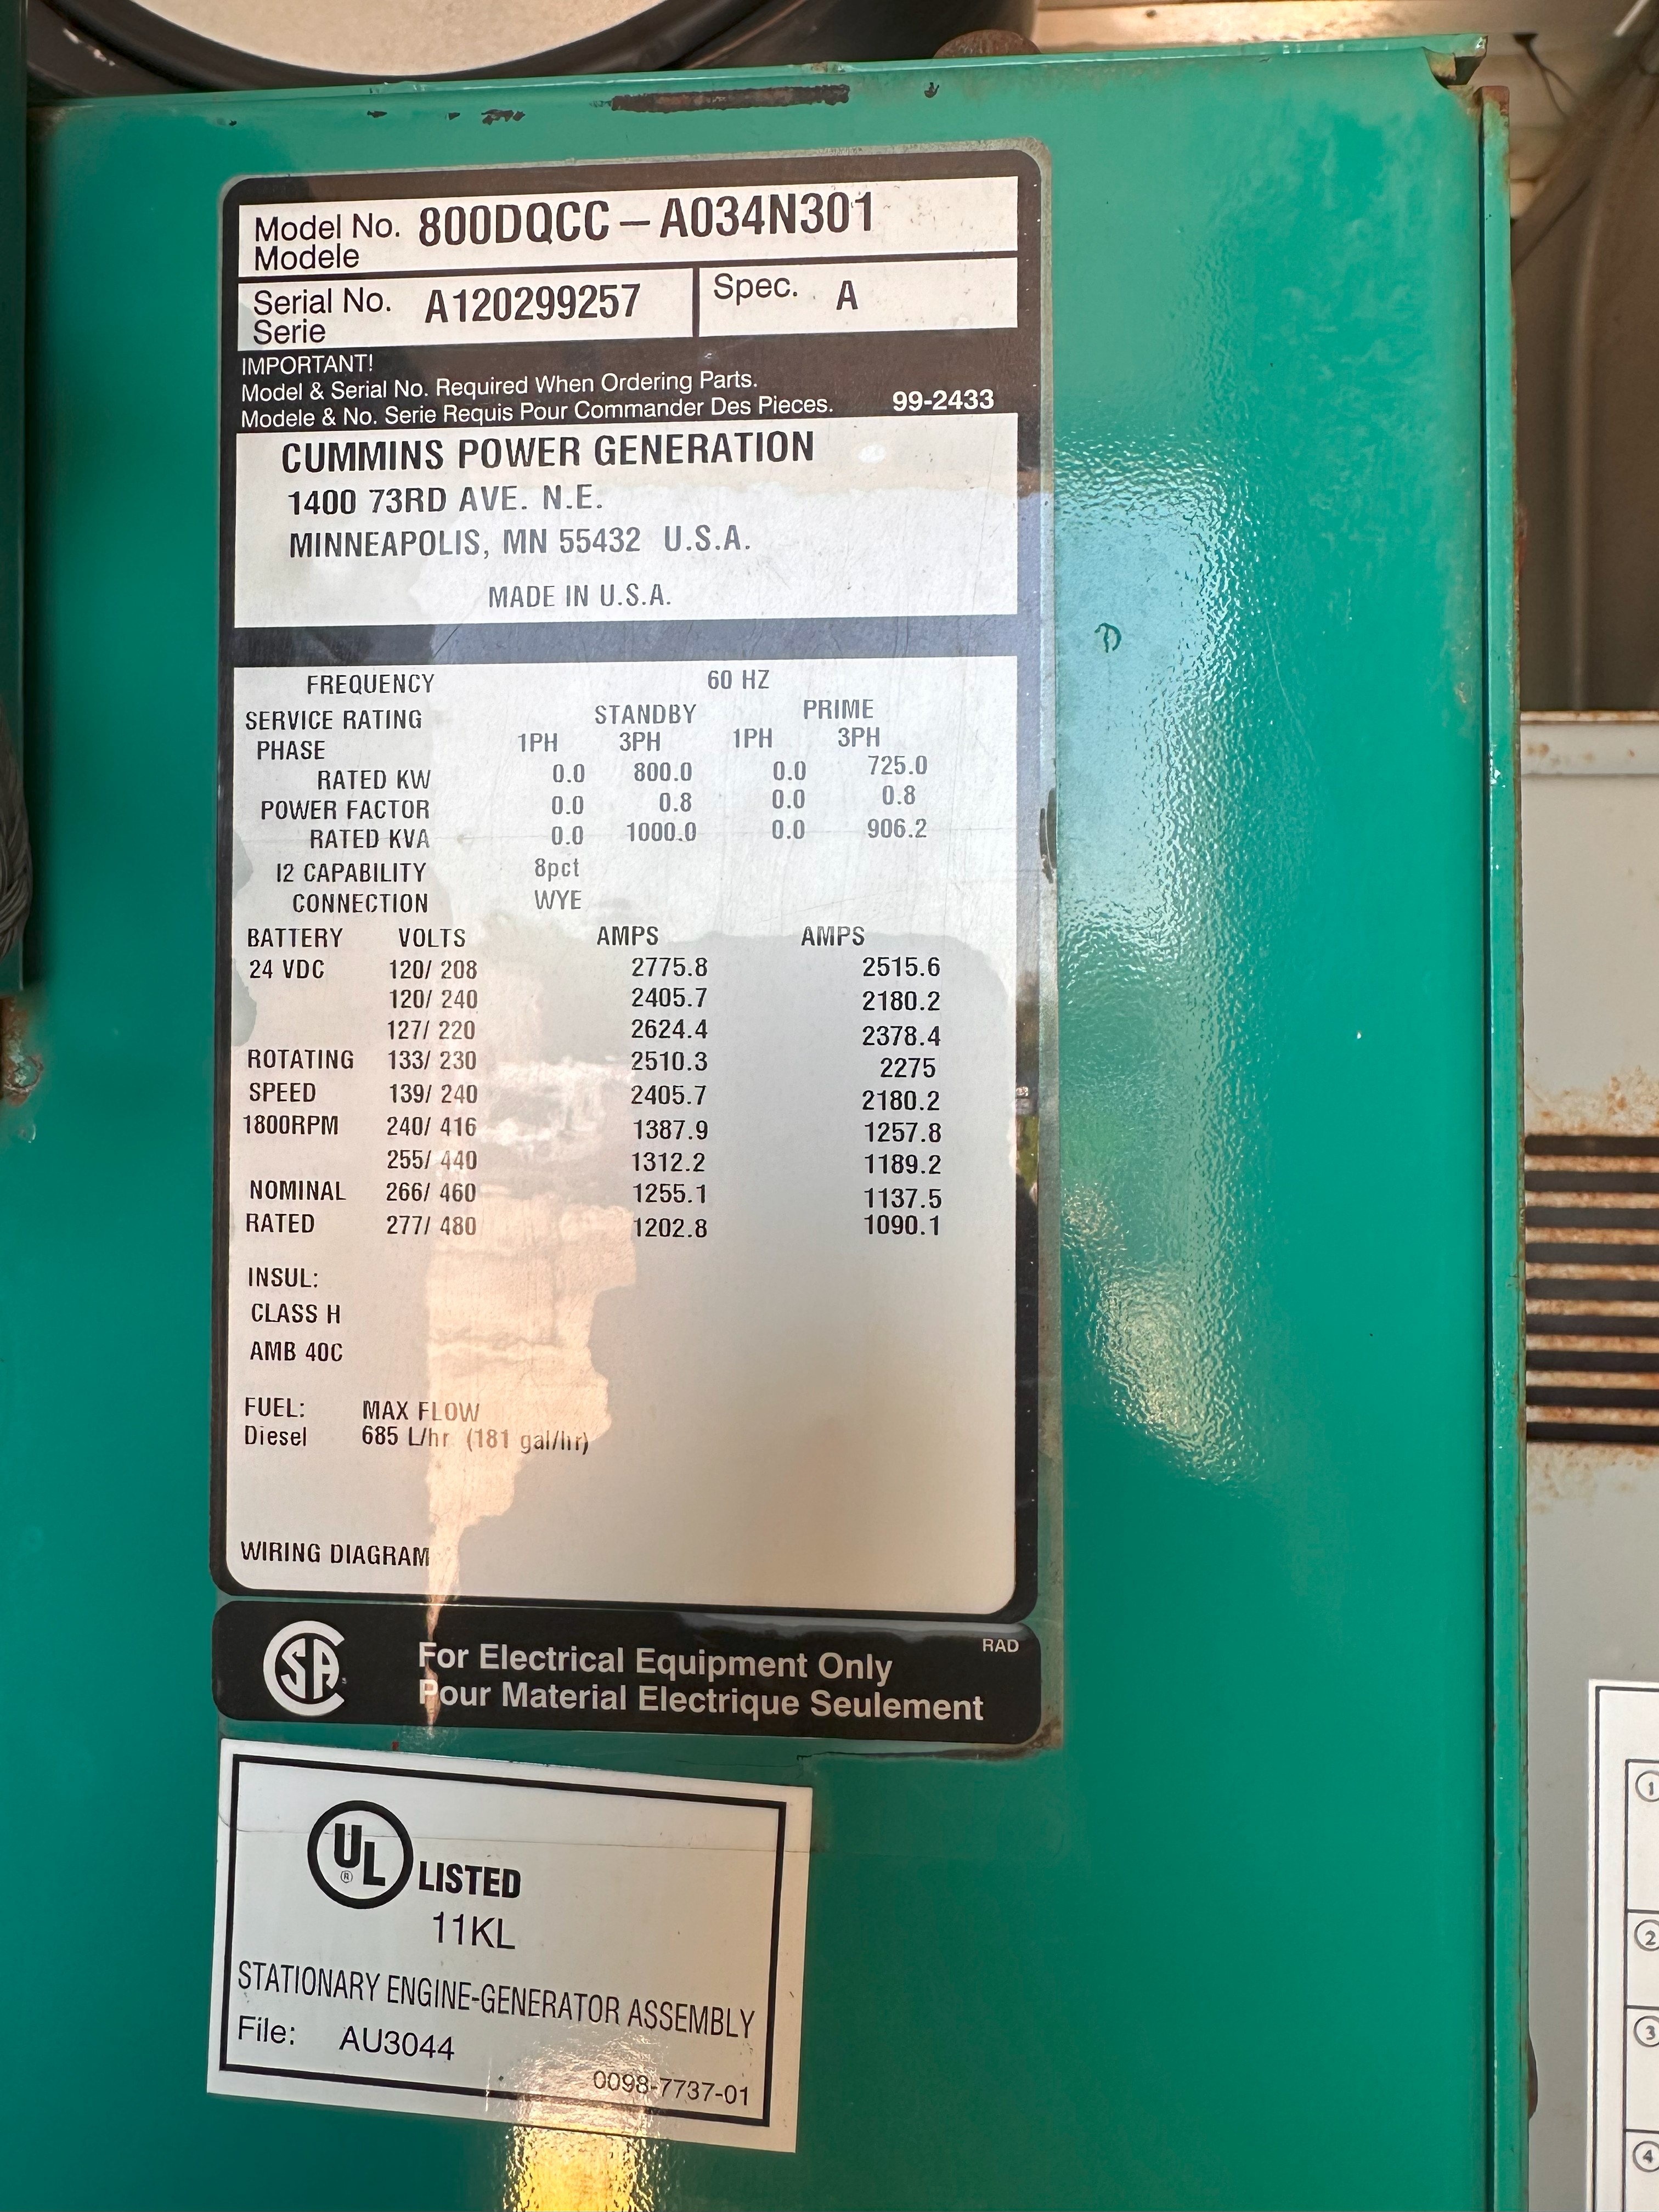 Model No. 800DQCC – A034N301
Modele
Serial No. A120299257 Spec. A
Serie
IMPORTANT!
Model & Serial No. Required When Ordering Parts.
Modele & No. Serie Requis Pour Commander Des Pieces. 99-2433
CUMMINS POWER GENERATION
1400 73RD AVE. N.E.
MINNEAPOLIS, MN 55432 U.S.A.
MADE IN U.S.A.
FREQUENCY 60 HZ
SERVICE RATING STANDBY PRIME
PHASE 1PH 3PH 1PH 3PH
RATED KW 0.0 800.0 0.0 725.0
POWER FACTOR 0.0 0.8 0.0 0.8
RATED KVA 0.0 1000.0 0.0 906.2
I2 CAPABILITY 8pct
CONNECTION WYE
BATTERY VOLTS AMPS AMPS
24 VDC 120/ 208 2775.8 2515.6
120/ 240 2405.7 2180.2
127/ 220 2624.4 2378.4
ROTATING 133/ 230 2510.3 2275
SPEED 139/ 240 2405.7 2180.2
1800RPM 240/ 416 1387.9 1257.8
255/ 440 1312.2 1189.2
NOMINAL 266/ 460 1255.1 1137.5
RATED 277/ 480 1202.8 1090.1
INSUL:
CLASS H
AMB 40C
FUEL: MAX FLOW
Diesel 685 L/hr (181 gal/hr)
WIRING DIAGRAM
RAD
SA For Electrical Equipment Only
Pour Material Electrique Seulement
UL ® LISTED
11KL
STATIONARY ENGINE-GENERATOR ASSEMBLY
File: AU3044
0098-7737-01
1
2
3
4